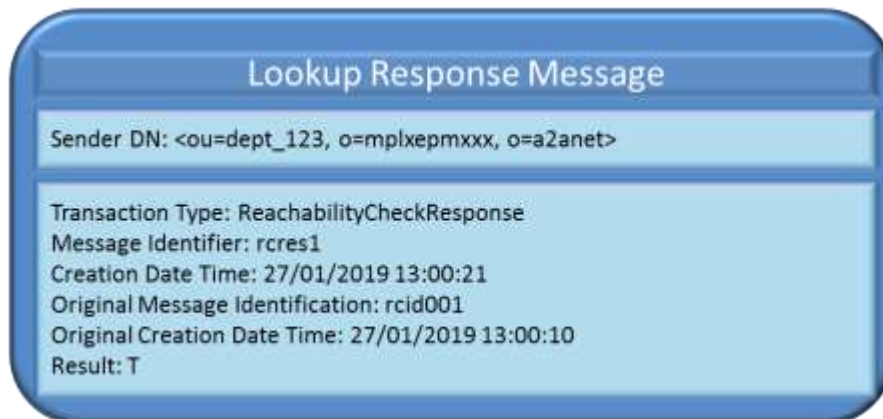 Lookup Response Message
Sender DN: <ou=dept_123, o=mplxepmxxx, o=a2anet>
Transaction Type: ReachabilityCheckResponse
Message Identifier: rcres1
Creation Date Time: 27/01/2019 13:00:21
Original Message Identification: rcid001
Original Creation Date Time: 27/01/2019 13:00:10
Result: T